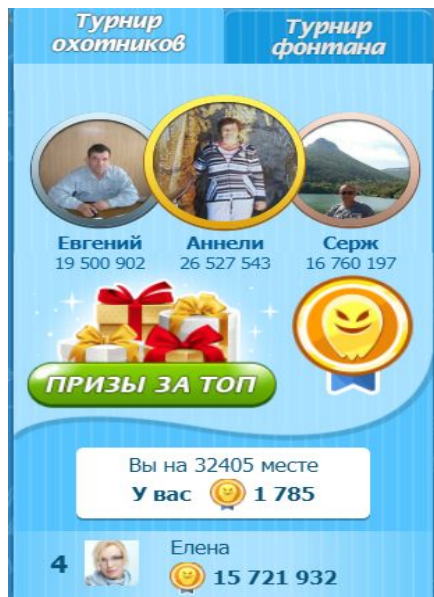 Турнир охотников
Турнир фонтана
Евгений
19 500 902
Аннели
26 527 543
Серж
16 760 197
ПРИЗЫ ЗА ТОП
Вы на 32405 месте
У вас 1 785
4
Елена
15 721 932